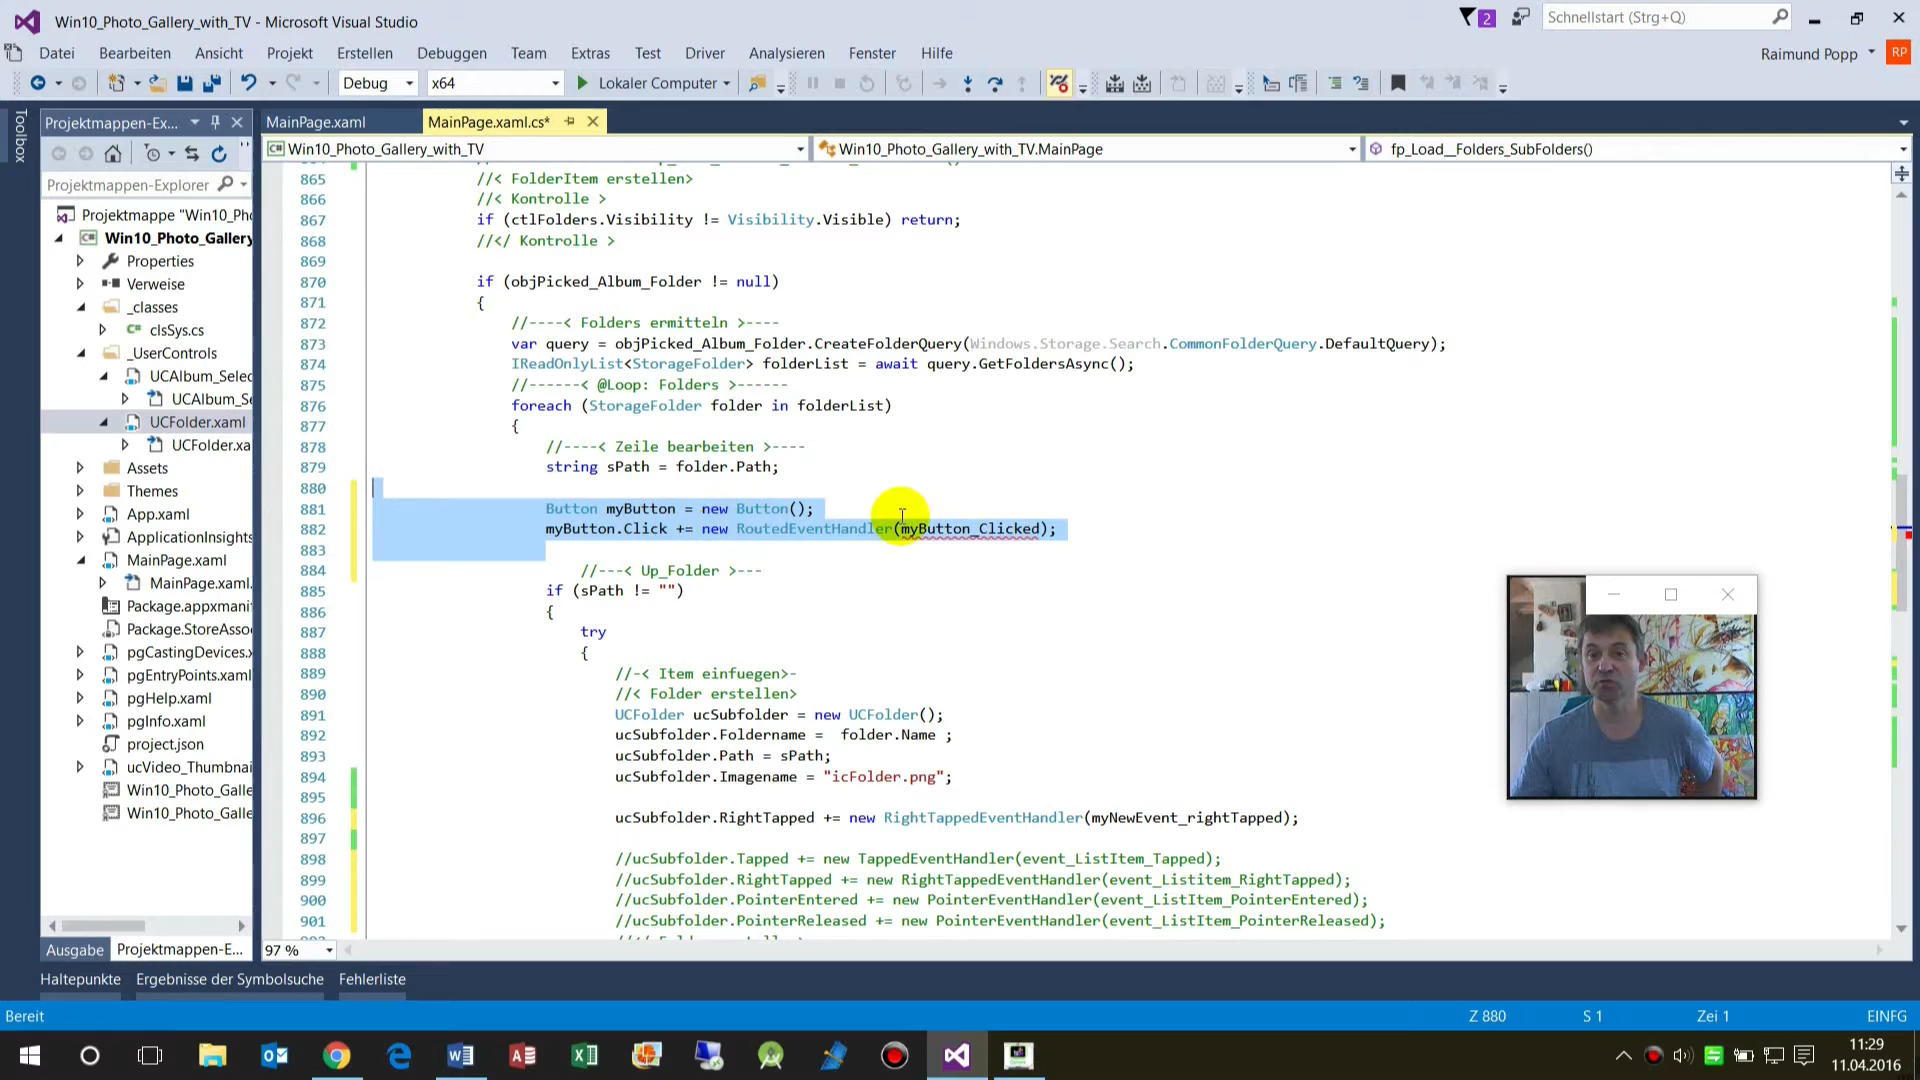 Win10_Photo_Gallery_with_TV - Microsoft Visual Studio
2
Schnellstart (Strg+Q)
Datei Bearbeiten Ansicht Projekt Erstellen Debuggen Team Extras Test Driver Analysieren Fenster Hilfe
Raimund Popp
RP
Debug
x64
Lokaler Computer
Toolbox
Projektmappen-Ex...
MainPage.xaml
MainPage.xaml.cs*
Win10_Photo_Gallery_with_TV
Win10_Photo_Gallery_with_TV.MainPage
fp_Load__Folders_SubFolders()
Projektmappen-Explorer
Projektmappe "Win10_Pho
Win10_Photo_Gallery
Properties
Verweise
_classes
clsSys.cs
_UserControls
UCAlbum_Selec
UCAlbum_Se
UCFolder.xaml
UCFolder.xa
Assets
Themes
App.xaml
ApplicationInsights
MainPage.xaml
MainPage.xaml.
Package.appxmani
Package.StoreAsso
pgCastingDevices.x
pgEntryPoints.xaml
pgHelp.xaml
pgInfo.xaml
project.json
ucVideo_Thumbnai
Win10_Photo_Galle
Win10_Photo_Galle
865 //< FolderItem erstellen>
866 //< Kontrolle >
867 if (ctlFolders.Visibility != Visibility.Visible) return;
868 //</ Kontrolle >
869
870 if (objPicked_Album_Folder != null)
871 {
872 //----< Folders ermitteln >----
873 var query = objPicked_Album_Folder.CreateFolderQuery(Windows.Storage.Search.CommonFolderQuery.DefaultQuery);
874 IReadOnlyList<StorageFolder> folderList = await query.GetFoldersAsync();
875 //------< @Loop: Folders >------
876 foreach (StorageFolder folder in folderList)
877 {
878 //----< Zeile bearbeiten >----
879 string sPath = folder.Path;
880
881 Button myButton = new Button();
882 myButton.Click += new RoutedEventHandler(myButton_Clicked);
883
884 //---< Up_Folder >---
885 if (sPath != "")
886 {
887 try
888 {
889 //-< Item einfuegen>-
890 //< Folder erstellen>
891 UCFolder ucSubfolder = new UCFolder();
892 ucSubfolder.Foldername = folder.Name ;
893 ucSubfolder.Path = sPath;
894 ucSubfolder.Imagename = "icFolder.png";
895
896 ucSubfolder.RightTapped += new RightTappedEventHandler(myNewEvent_rightTapped);
897
898 //ucSubfolder.Tapped += new TappedEventHandler(event_ListItem_Tapped);
899 //ucSubfolder.RightTapped += new RightTappedEventHandler(event_Listitem_RightTapped);
900 //ucSubfolder.PointerEntered += new PointerEventHandler(event_ListItem_PointerEntered);
901 //ucSubfolder.PointerReleased += new PointerEventHandler(event_ListItem_PointerReleased);
97 %
Ausgabe
Projektmappen-E...
Haltepunkte Ergebnisse der Symbolsuche Fehlerliste
Bereit
Z 880
S 1
Zei 1
EINFG
11:29
11.04.2016